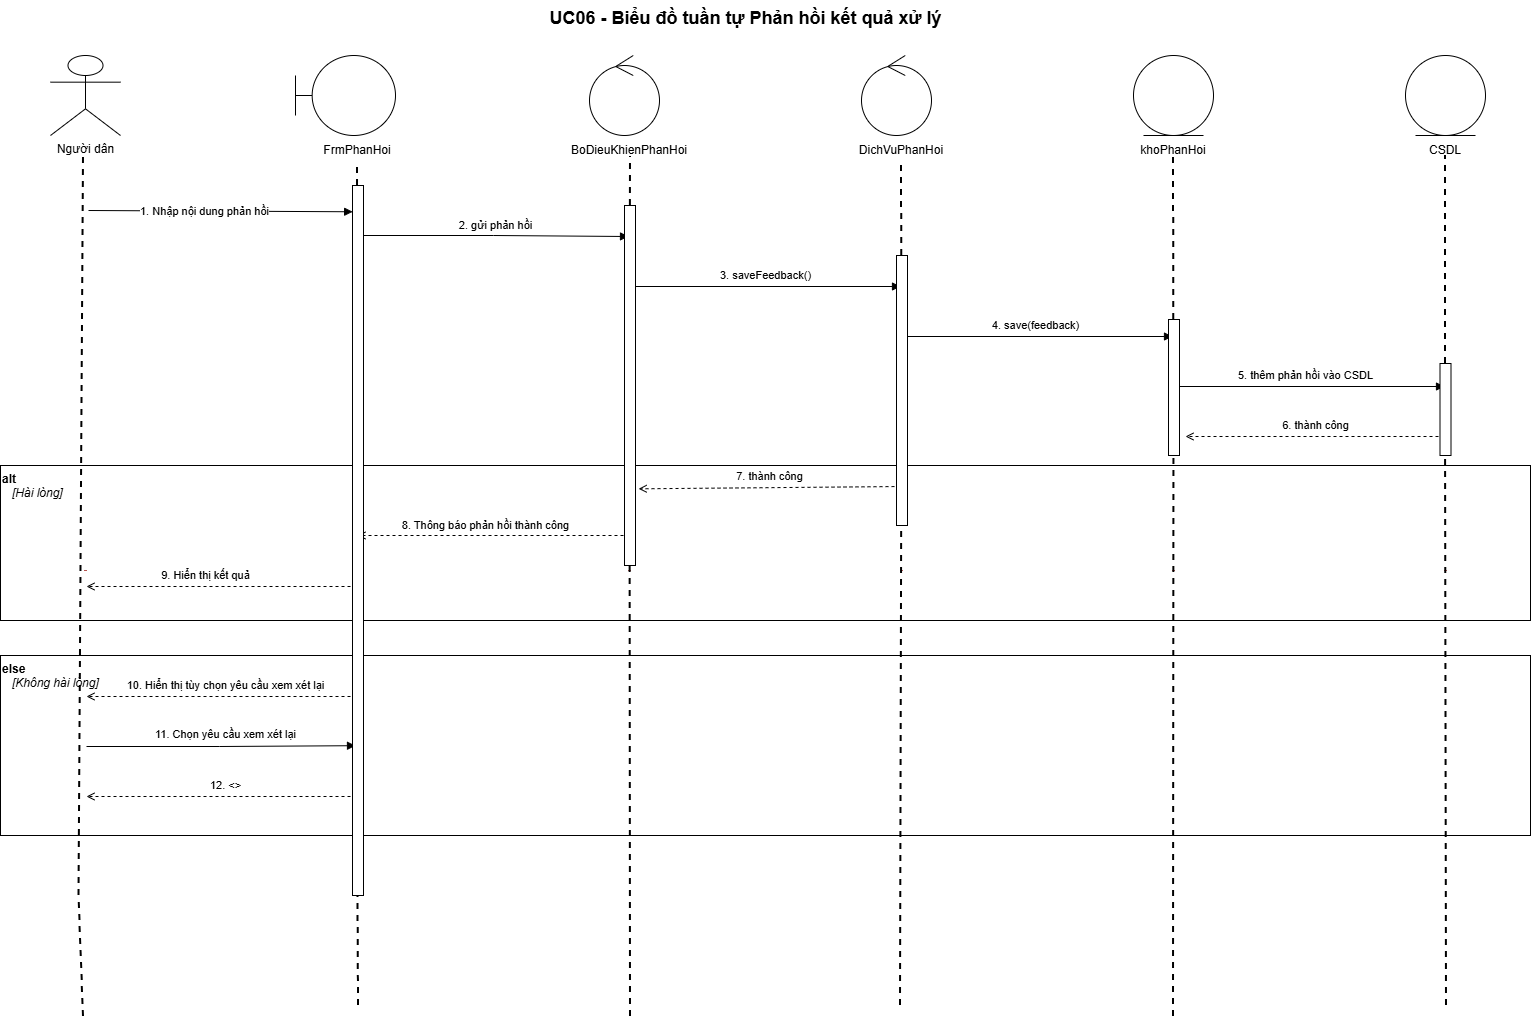 UC06 - Biểu đồ tuần tự Phản hồi kết quả xử lý
Người dân
FrmPhanHoi
BoDieuKhienPhanHoi
DichVuPhanHoi
khoPhanHoi
CSDL
1. Nhập nội dung phản hồi
2. gửi phản hồi
3. saveFeedback()
4. save(feedback)
5. thêm phản hồi vào CSDL
6. thành công
alt
[Hài lòng]
7. thành công
8. Thông báo phản hồi thành công
9. Hiển thị kết quả
else
[Không hài lòng]
10. Hiển thị tùy chọn yêu cầu xem xét lại
11. Chọn yêu cầu xem xét lại
12. <>